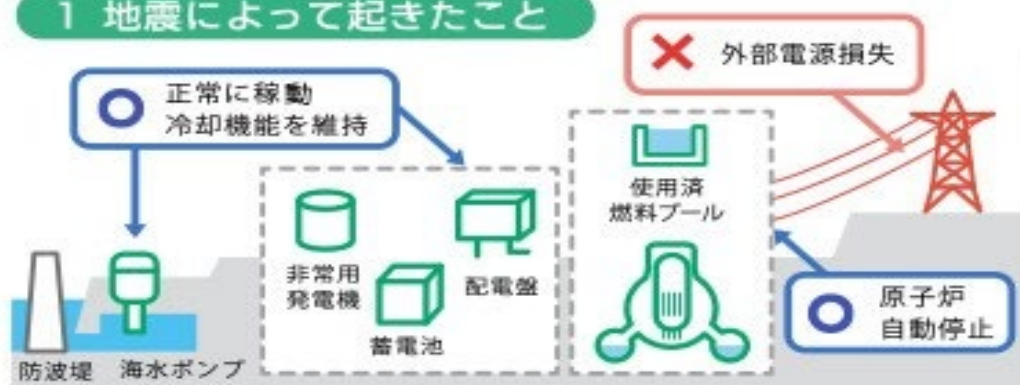 1 地震によって起きたこと
外部電源損失
正常に稼動
冷却機能を維持
使用済
燃料プール
非常用
発電機
配電盤
蓄電池
原子炉
自動停止
防波堤
海水ポンプ